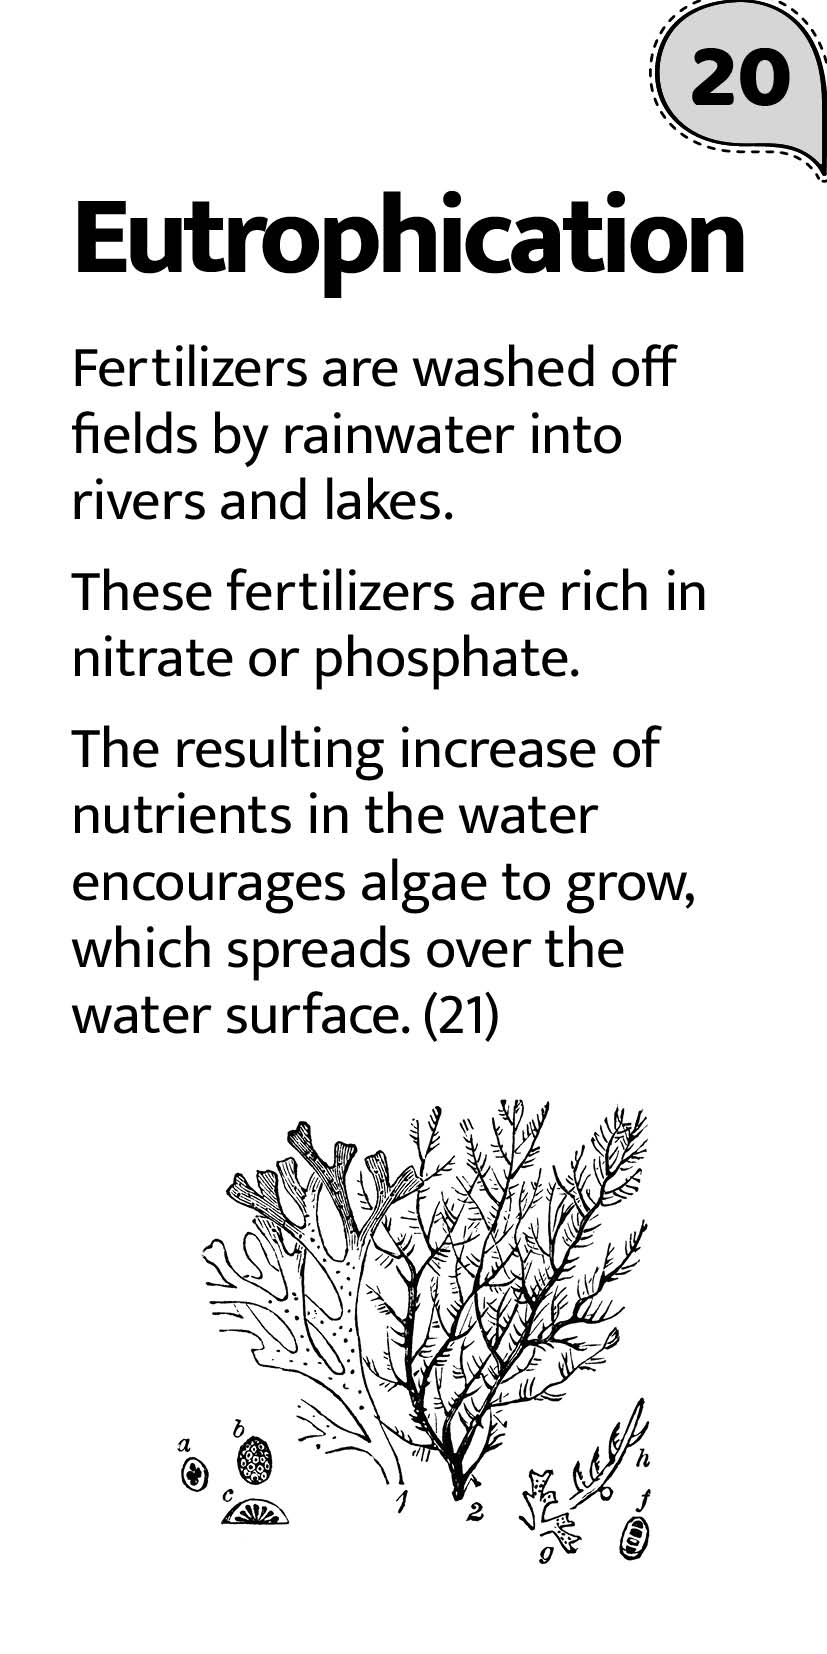 20
Eutrophication
Fertilizers are washed off
fields by rainwater into
rivers and lakes.
These fertilizers are rich in
nitrate or phosphate.
The resulting increase of
nutrients in the water
encourages algae to grow,
which spreads over the
water surface. (21)
a
b
c
1
2
g
h
f